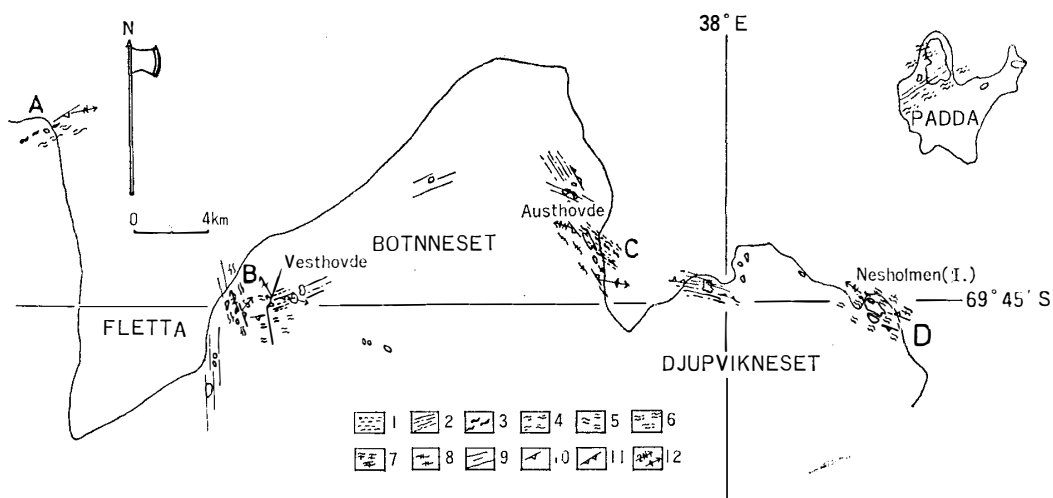 N
38° E
A
PADDA
0 4km
Austhovde
BOTNNESET
C
B
Vesthovde
Nesholmen(I.)
69° 45' S
FLETTA
D
DJUPVIKNESET
1 2 3 4 5 6
7 8 9 10 11 12